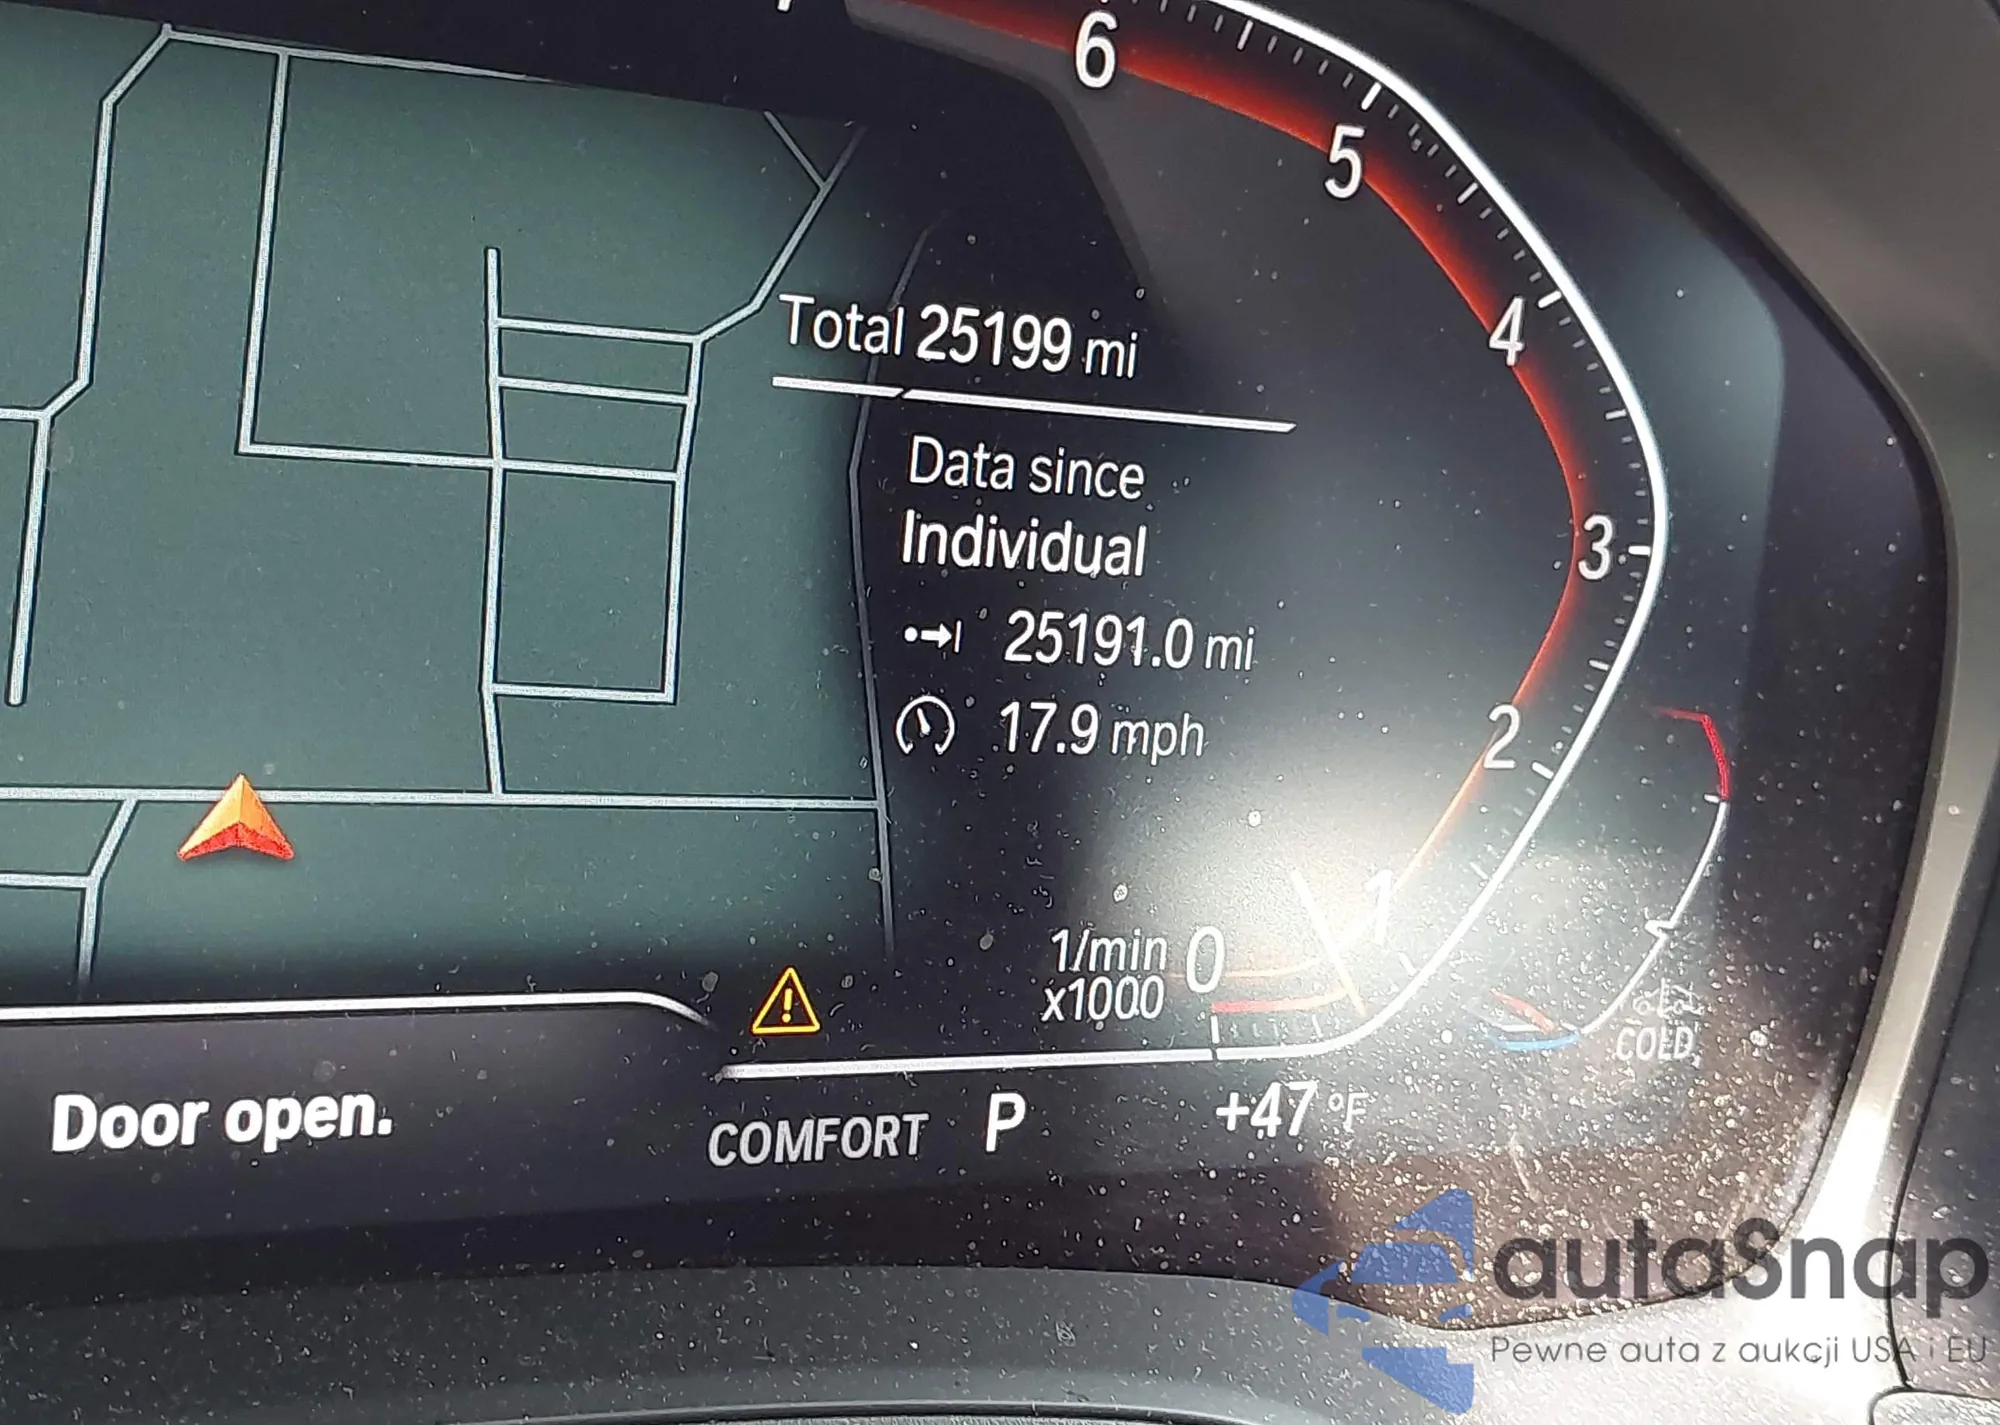 6
5
4
Total 25199 mi
Data since
Individual
3
25191.0 mi
17.9 mph
2
1
1/min 0
x1000
COLD
Door open.
COMFORT P +47 °F
autaSnap
Pewne auta z aukcji USA i EU